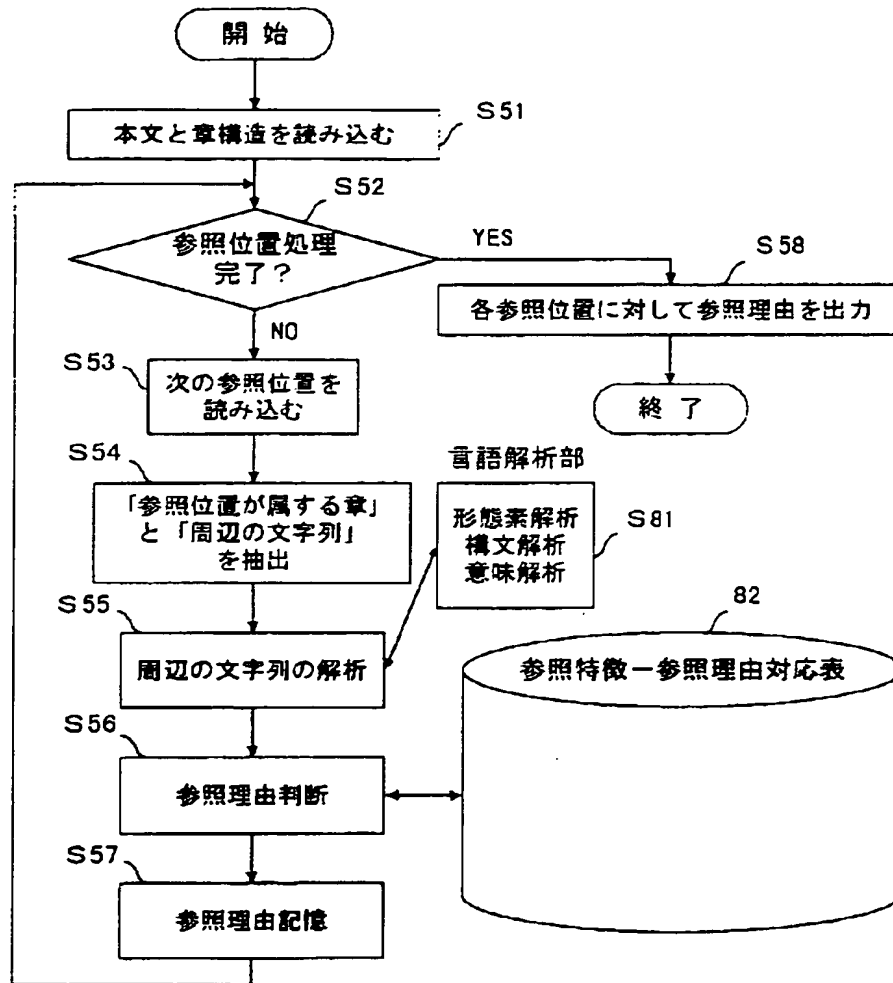 開始
本文と章構造を読み込む
S51
S52
参照位置処理
完了？
YES
NO
S58
各参照位置に対して参照理由を出力
終了
S53
次の参照位置を
読み込む
S54
「参照位置が属する章」
と「周辺の文字列」
を抽出
言語解析部
形態素解析
構文解析
意味解析
S81
S55
周辺の文字列の解析
82
参照特徴－参照理由対応表
S56
参照理由判断
S57
参照理由記憶